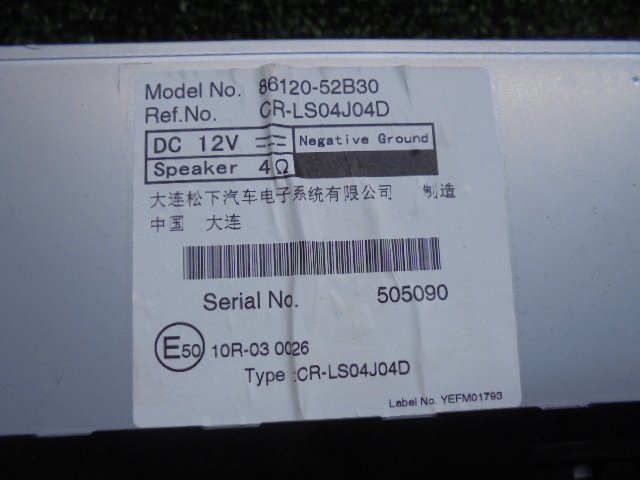 Model No. 86120-52B30
Ref.No. CR-LS04J04D
DC 12V ⎓ Negative Ground
Speaker 4Ω
大连松下汽车电子系统有限公司 制造
中国 大连
Serial No. 505090
E50 10R-03 0026
Type :CR-LS04J04D
Label No. YEFM01793